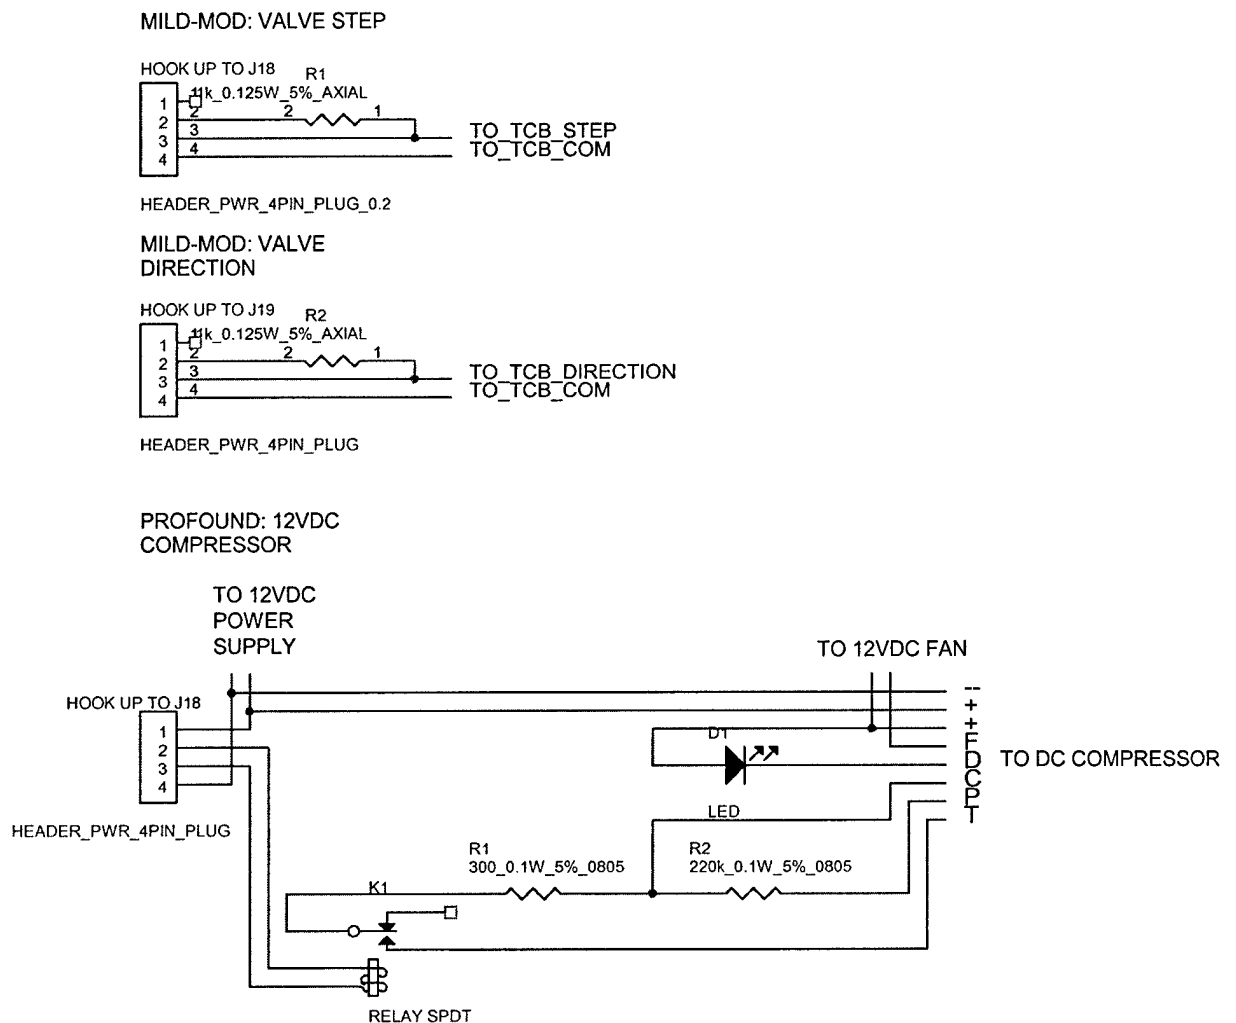 MILD-MOD: VALVE STEP
HOOK UP TO J18
R1
11k_0.125W_5%_AXIAL
1
2
2
2
1
3
3
TO_TCB_STEP
4
4
TO_TCB_COM
HEADER_PWR_4PIN_PLUG_0.2
MILD-MOD: VALVE
DIRECTION
HOOK UP TO J19
R2
11k_0.125W_5%_AXIAL
1
2
2
2
1
3
3
TO_TCB_DIRECTION
4
4
TO_TCB_COM
HEADER_PWR_4PIN_PLUG
PROFOUND: 12VDC
COMPRESSOR
TO 12VDC
POWER
SUPPLY
TO 12VDC FAN
HOOK UP TO J18
1
2
3
4
HEADER_PWR_4PIN_PLUG
--
+
+
F
D
C
P
T
TO DC COMPRESSOR
D1
LED
R1
300_0.1W_5%_0805
R2
220k_0.1W_5%_0805
K1
RELAY SPDT